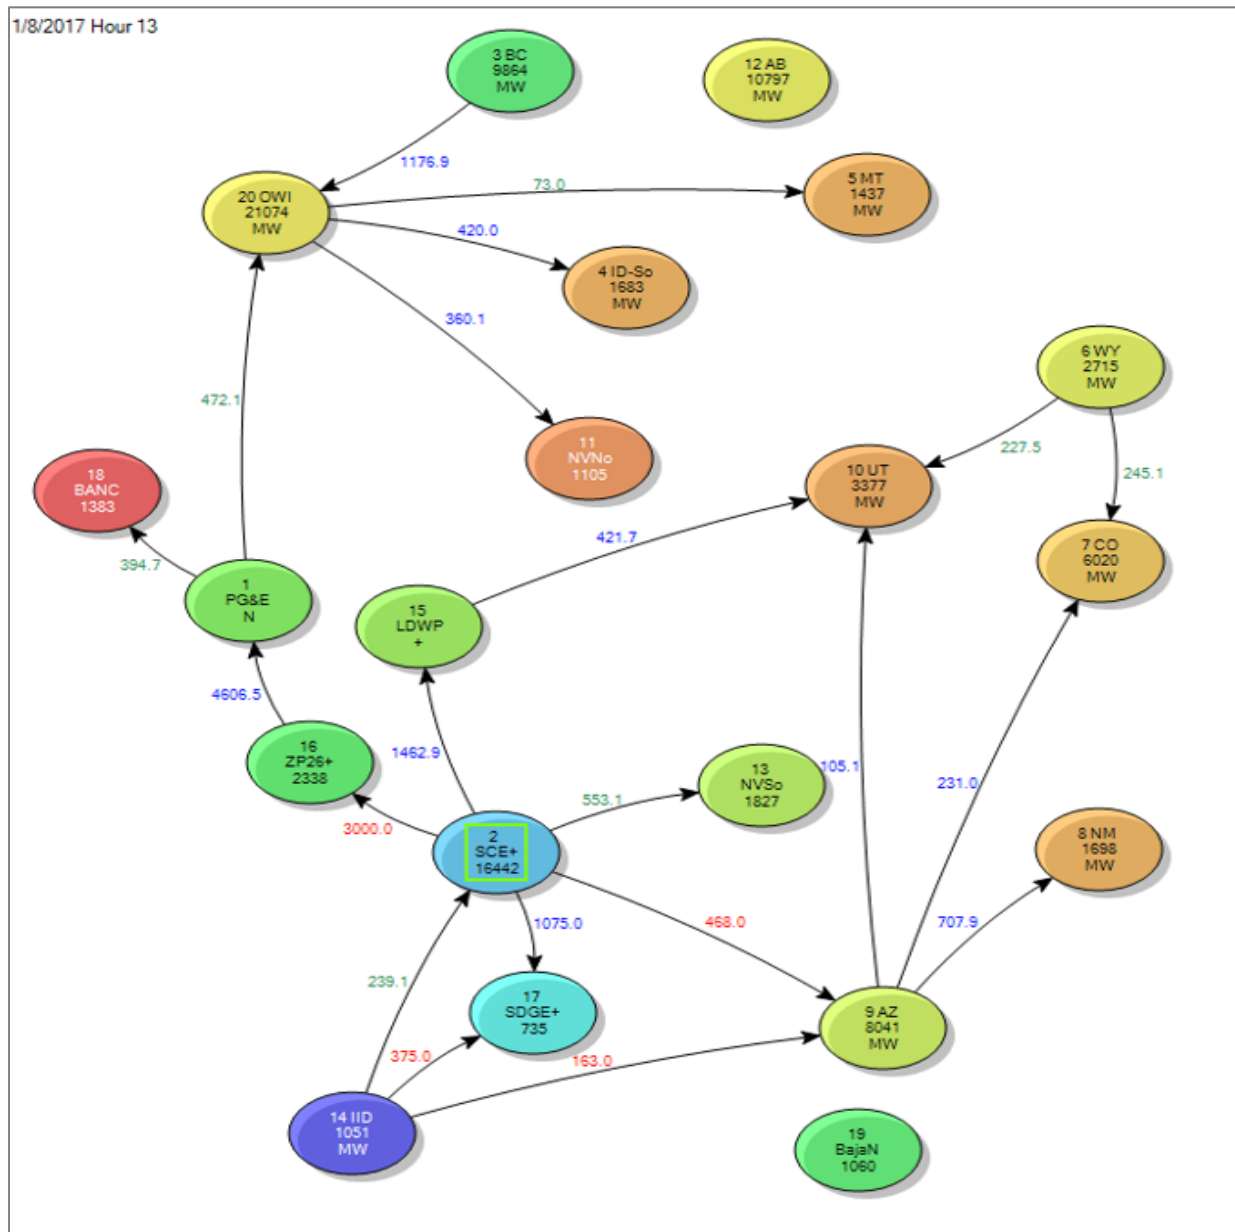 1/8/2017 Hour 13
3 BC
9864
MW
12 AB
10797
MW
1176.9
20 OWI
21074
MW
73.0
5 MT
1437
MW
420.0
4 ID-So
1683
MW
360.1
6 WY
2715
MW
472.1
11
NVNo
1105
227.5
245.1
18
BANC
1383
10 UT
3377
MW
394.7
421.7
7 CO
6020
MW
1
PG&E
N
15
LDWP
+
4606.5
1462.9
16
ZP26+
2338
13
NVSo
1827
105.1
231.0
553.1
3000.0
2
SCE+
16442
8 NM
1698
MW
1075.0
468.0
707.9
239.1
17
SDGE+
735
9 AZ
8041
MW
375.0
163.0
14 IID
1051
MW
19
BajaN
1060